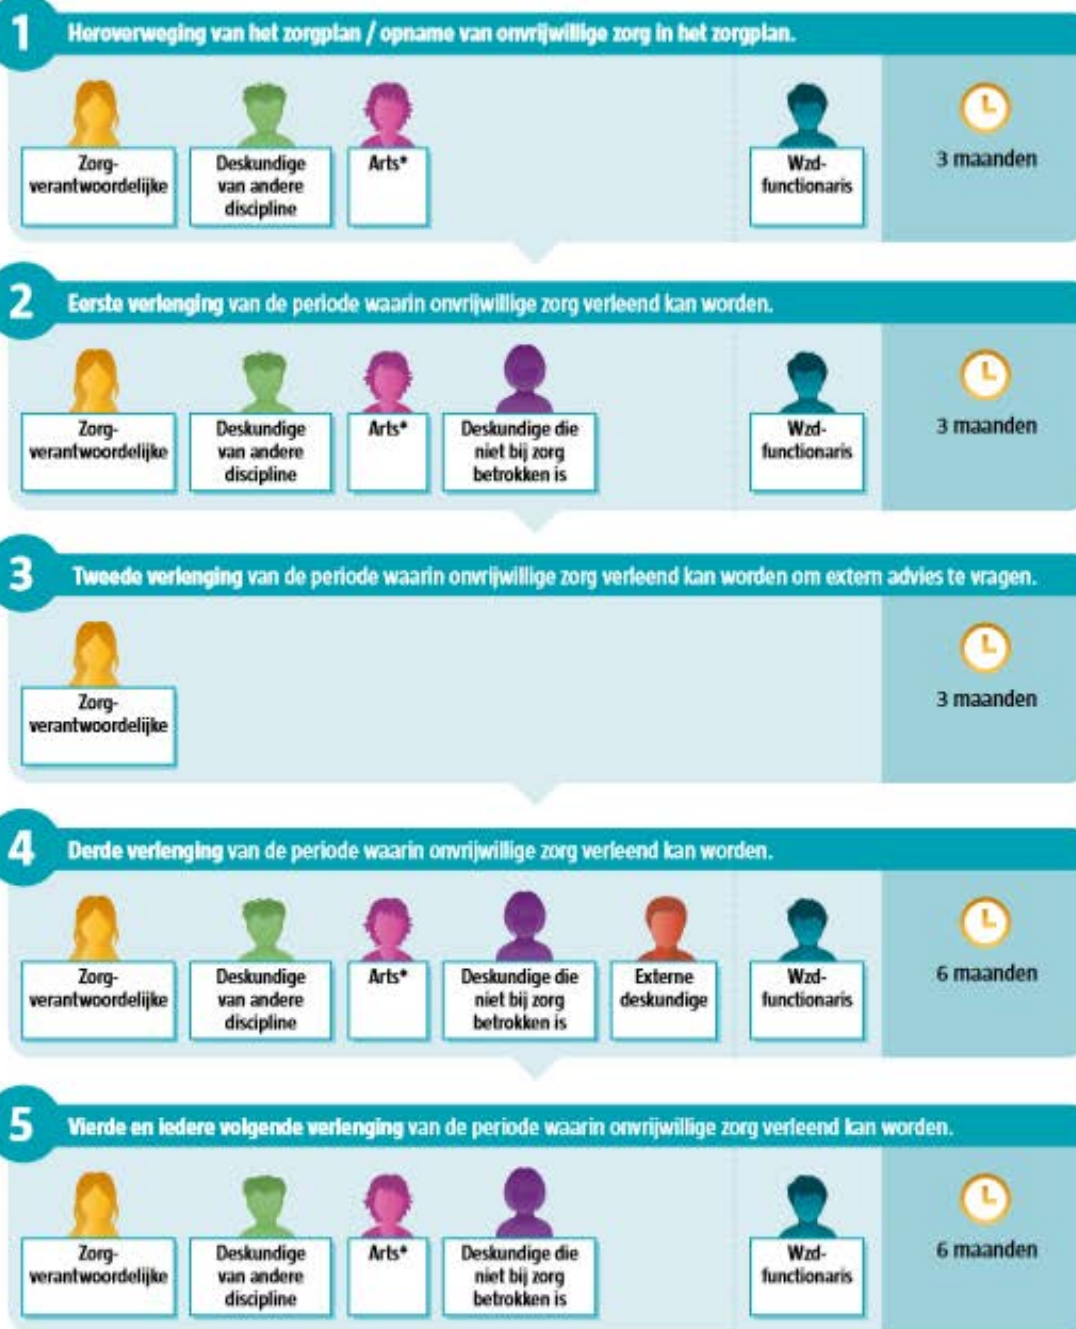 1
Heroverweging van het zorgplan / opname van onvrijwillige zorg in het zorgplan.
Zorg-
verantwoordelijke
Deskundige
van andere
discipline
Arts*
Wzd-
functionaris
3 maanden
2
Eerste verlenging van de periode waarin onvrijwillige zorg verleend kan worden.
Zorg-
verantwoordelijke
Deskundige
van andere
discipline
Arts*
Deskundige die
niet bij zorg
betrokken is
Wzd-
functionaris
3 maanden
3
Tweede verlenging van de periode waarin onvrijwillige zorg verleend kan worden om extern advies te vragen.
Zorg-
verantwoordelijke
3 maanden
4
Derde verlenging van de periode waarin onvrijwillige zorg verleend kan worden.
Zorg-
verantwoordelijke
Deskundige
van andere
discipline
Arts*
Deskundige die
niet bij zorg
betrokken is
Externe
deskundige
Wzd-
functionaris
6 maanden
5
Vierde en iedere volgende verlenging van de periode waarin onvrijwillige zorg verleend kan worden.
Zorg-
verantwoordelijke
Deskundige
van andere
discipline
Arts*
Deskundige die
niet bij zorg
betrokken is
Wzd-
functionaris
6 maanden